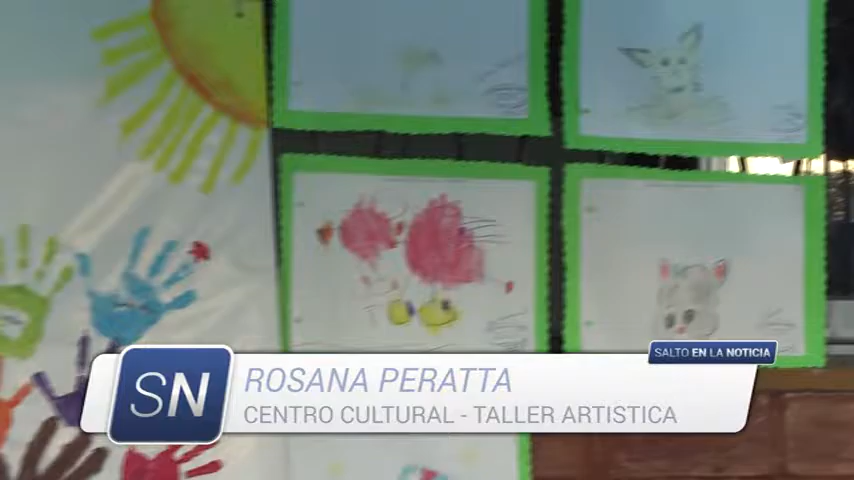 SALTO EN LA NOTICIA
SN
ROSANA PERATTA
CENTRO CULTURAL - TALLER ARTISTICA